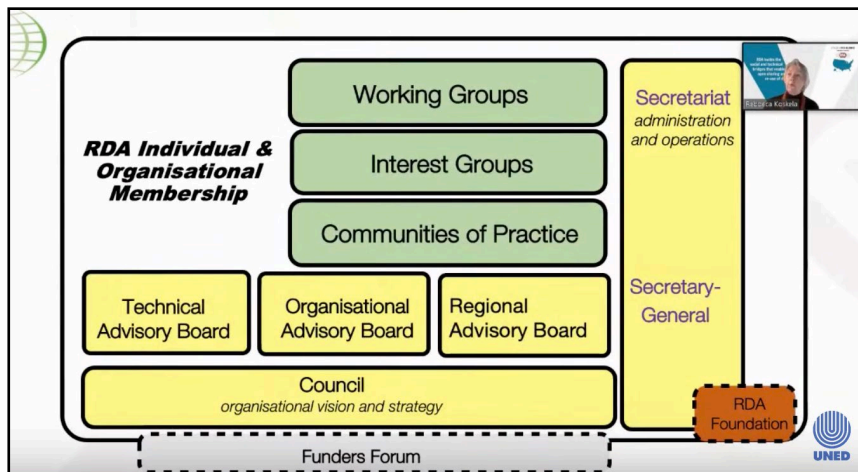 Working Groups
RDA Individual &
Organisational
Membership
Interest Groups
Communities of Practice
Technical
Advisory Board
Organisational
Advisory Board
Regional
Advisory Board
Council
organisational vision and strategy
Funders Forum
Secretariat
administration
and operations
Secretary-
General
RDA
Foundation
UNED